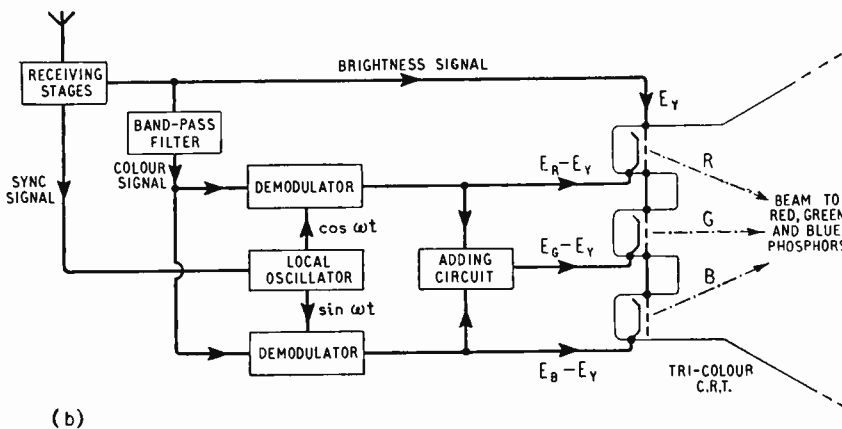 BRIGHTNESS SIGNAL
RECEIVING
STAGES
E_Y
BAND-PASS
FILTER
COLOUR
SIGNAL
SYNC
SIGNAL
DEMODULATOR
E_R–E_Y
R
cos ωt
LOCAL
OSCILLATOR
ADDING
CIRCUIT
E_G–E_Y
G
BEAM TO
RED, GREEN
AND BLUE
PHOSPHORS
sin ωt
B
DEMODULATOR
E_B–E_Y
TRI-COLOUR
C.R.T.
(b)